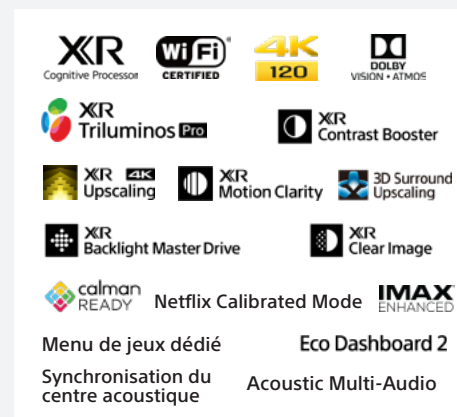 XR
Cognitive Processor
Wi Fi
CERTIFIED
4K
120
DOLBY
VISION · ATMOS
XR
Triluminos Pro
XR
Contrast Booster
XR 4K
Upscaling
XR
Motion Clarity
3D Surround
Upscaling
XR
Backlight Master Drive
XR
Clear Image
calman
READY
Netflix Calibrated Mode
IMAX
ENHANCED
Menu de jeux dédié
Eco Dashboard 2
Synchronisation du
centre acoustique
Acoustic Multi-Audio